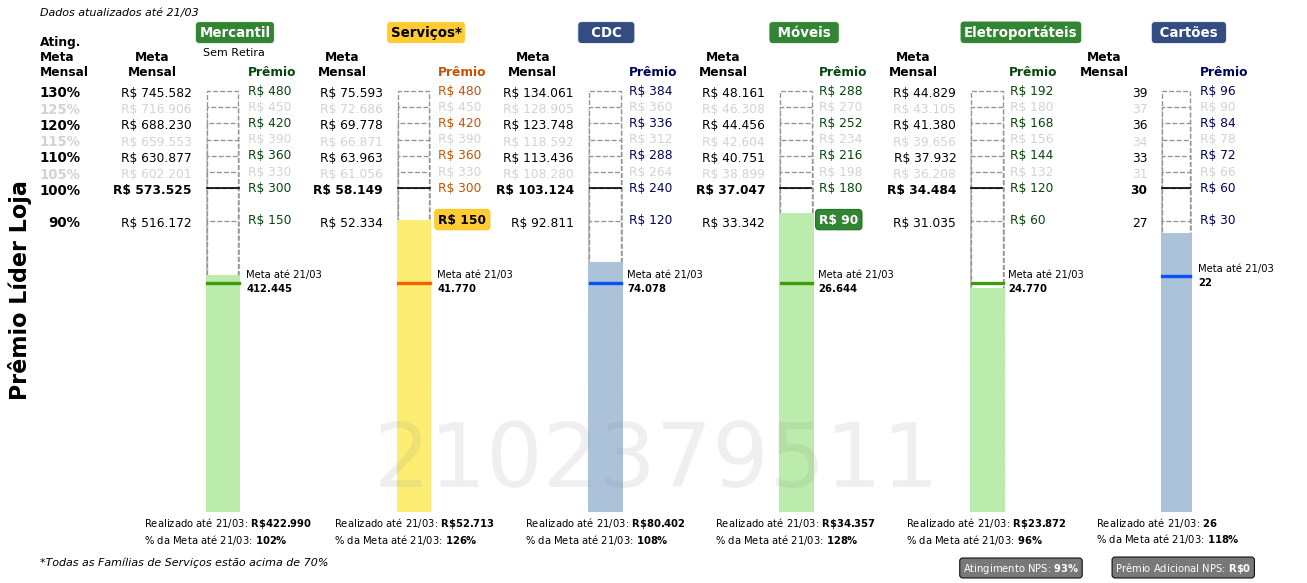 Dados atualizados até 21/03
Mercantil Serviços* CDC Móveis Eletroportáteis Cartões
Sem Retira
Ating. Meta Mensal
Meta Mensal Prêmio Meta Mensal Prêmio Meta Mensal Prêmio Meta Mensal Prêmio Meta Mensal Prêmio Meta Mensal Prêmio
130% R$ 745.582 R$ 480 R$ 75.593 R$ 480 R$ 134.061 R$ 384 R$ 48.161 R$ 288 R$ 44.829 R$ 192 39 R$ 96
125% R$ 716.906 R$ 450 R$ 72.686 R$ 450 R$ 128.905 R$ 360 R$ 46.308 R$ 270 R$ 43.105 R$ 180 37 R$ 90
120% R$ 688.230 R$ 420 R$ 69.778 R$ 420 R$ 123.748 R$ 336 R$ 44.456 R$ 252 R$ 41.380 R$ 168 36 R$ 84
115% R$ 659.553 R$ 390 R$ 66.871 R$ 390 R$ 118.592 R$ 312 R$ 42.604 R$ 234 R$ 39.656 R$ 156 34 R$ 78
110% R$ 630.877 R$ 360 R$ 63.963 R$ 360 R$ 113.436 R$ 288 R$ 40.751 R$ 216 R$ 37.932 R$ 144 33 R$ 72
105% R$ 602.201 R$ 330 R$ 61.056 R$ 330 R$ 108.280 R$ 264 R$ 38.899 R$ 198 R$ 36.208 R$ 132 31 R$ 66
100% R$ 573.525 R$ 300 R$ 58.149 R$ 300 R$ 103.124 R$ 240 R$ 37.047 R$ 180 R$ 34.484 R$ 120 30 R$ 60
90% R$ 516.172 R$ 150 R$ 52.334 R$ 150 R$ 92.811 R$ 120 R$ 33.342 R$ 90 R$ 31.035 R$ 60 27 R$ 30
Meta até 21/03 Meta até 21/03 Meta até 21/03 Meta até 21/03 Meta até 21/03 Meta até 21/03
412.445 41.770 74.078 26.644 24.770 22
Prêmio Líder Loja
2102379511
Realizado até 21/03: R$422.990 Realizado até 21/03: R$52.713 Realizado até 21/03: R$80.402 Realizado até 21/03: R$34.357 Realizado até 21/03: R$23.872 Realizado até 21/03: 26
% da Meta até 21/03: 102% % da Meta até 21/03: 126% % da Meta até 21/03: 108% % da Meta até 21/03: 128% % da Meta até 21/03: 96% % da Meta até 21/03: 118%
*Todas as Famílias de Serviços estão acima de 70%
Atingimento NPS: 93% Prêmio Adicional NPS: R$0